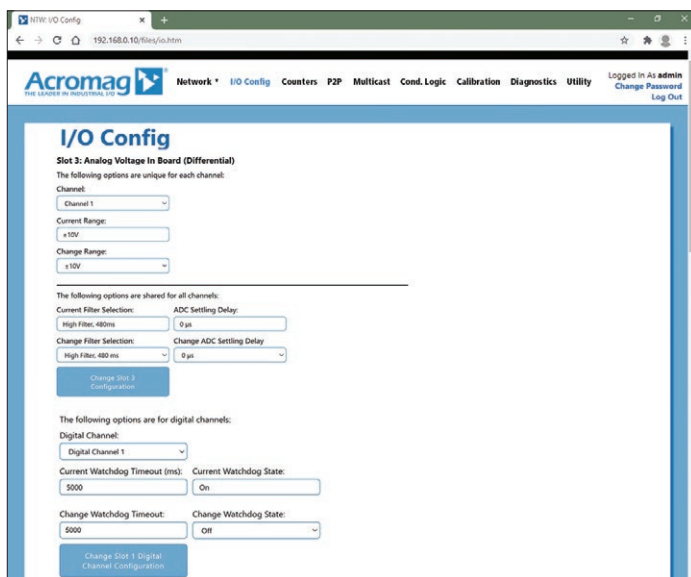 NTW: I/O Config
192.168.0.10/files/io.htm
Acromag
THE LEADER IN INDUSTRIAL I/O
Network I/O Config Counters P2P Multicast Cond. Logic Calibration Diagnostics Utility
Logged In As admin
Change Password
Log Out
I/O Config
Slot 3: Analog Voltage In Board (Differential)
The following options are unique for each channel:
Channel:
Channel 1
Current Range:
±10V
Change Range:
±10V
The following options are shared for all channels:
Current Filter Selection: ADC Settling Delay:
High Filter, 480ms 0 µs
Change Filter Selection: Change ADC Settling Delay
High Filter, 480 ms 0 µs
Change Slot 3
Configuration
The following options are for digital channels:
Digital Channel:
Digital Channel 1
Current Watchdog Timeout (ms): Current Watchdog State:
5000 On
Change Watchdog Timeout: Change Watchdog State:
5000 Off
Change Slot 1 Digital
Channel Configuration